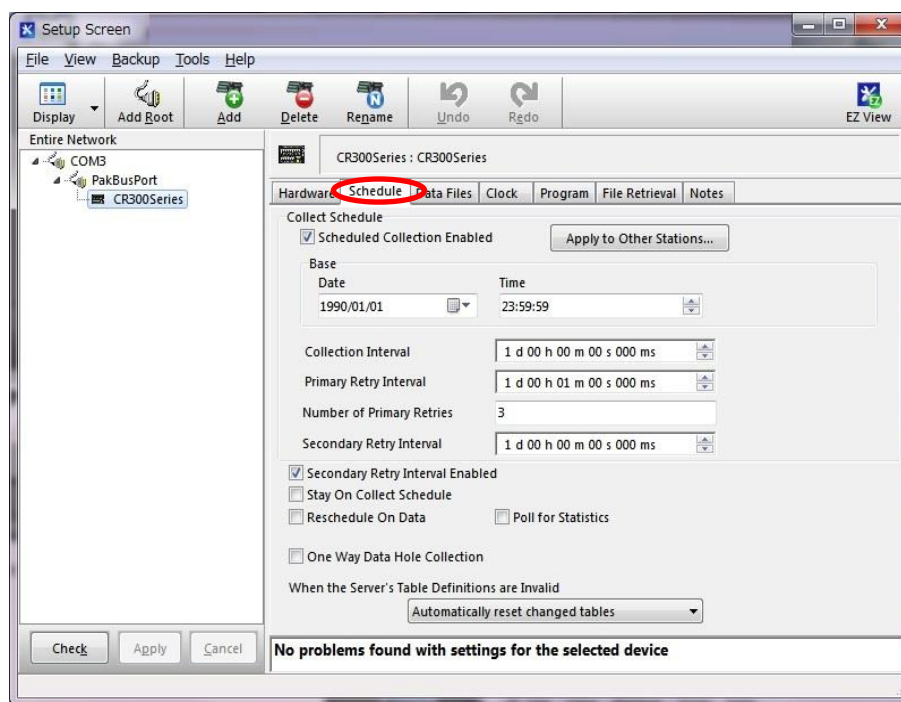 Setup Screen
File View Backup Tools Help
Display Add Root Add Delete Rename Undo Redo EZ View
Entire Network
COM3
PakBusPort
CR300Series
CR300Series : CR300Series
Hardware Schedule Data Files Clock Program File Retrieval Notes
Collect Schedule
Scheduled Collection Enabled Apply to Other Stations...
Base
Date Time
1990/01/01 23:59:59
Collection Interval 1 d 00 h 00 m 00 s 000 ms
Primary Retry Interval 1 d 00 h 01 m 00 s 000 ms
Number of Primary Retries 3
Secondary Retry Interval 1 d 00 h 00 m 00 s 000 ms
Secondary Retry Interval Enabled
Stay On Collect Schedule
Reschedule On Data Poll for Statistics
One Way Data Hole Collection
When the Server's Table Definitions are Invalid
Automatically reset changed tables
Check Apply Cancel
No problems found with settings for the selected device